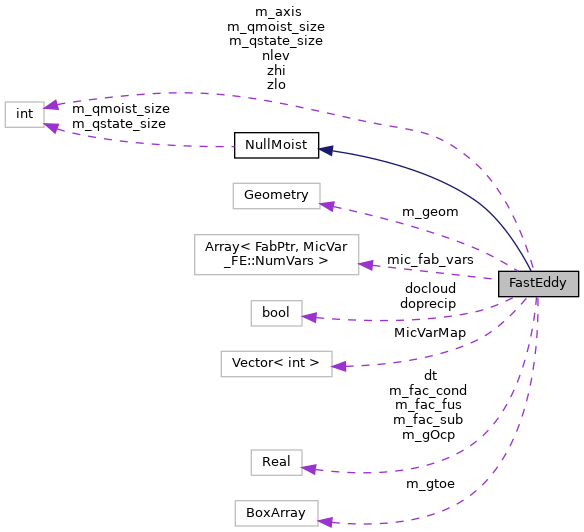 m_axis
m_qmoist_size
m_qstate_size
nlev
zhi
zlo
int
m_qmoist_size
m_qstate_size
NullMoist
Geometry
m_geom
Array< FabPtr, MicVar
_FE::NumVars >
mic_fab_vars
FastEddy
docloud
doprecip
bool
MicVarMap
Vector< int >
dt
m_fac_cond
m_fac_fus
m_fac_sub
m_gOcp
Real
m_gtoe
BoxArray